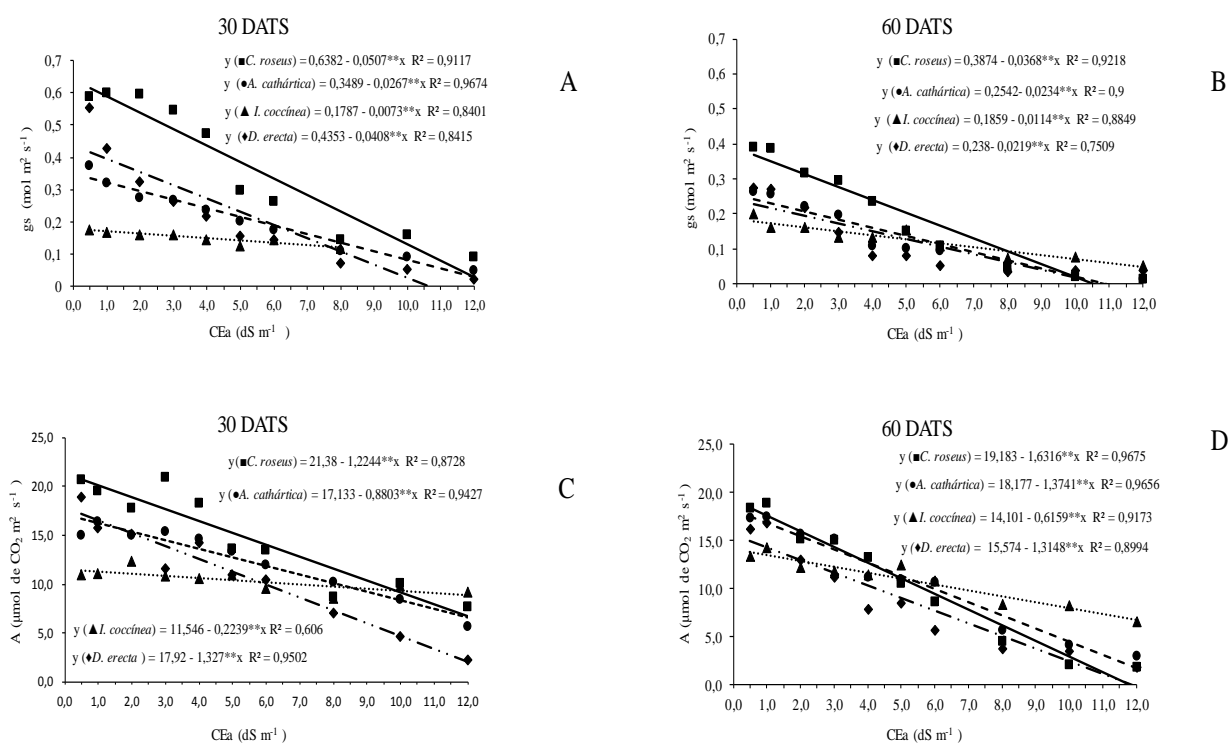 30 DATS
y (■C. roseus) = 0,6382 - 0,0507**x R² = 0,9117
y (●A. cathártica) = 0,3489 - 0,0267**x R² = 0,9674
y (▲I. coccínea) = 0,1787 - 0,0073**x R² = 0,8401
y (♦D. erecta) = 0,4353 - 0,0408**x R² = 0,8415
A
0,7
0,6
0,5
0,4
0,3
0,2
0,1
0
gs (mol m² s⁻¹)
0,0 1,0 2,0 3,0 4,0 5,0 6,0 7,0 8,0 9,0 10,0 11,0 12,0
CEa (dS m⁻¹ )
60 DATS
y (■C. roseus) = 0,3874 - 0,0368**x R² = 0,9218
y (●A. cathártica) = 0,2542 - 0,0234**x R² = 0,9
y (▲I. coccínea) = 0,1859 - 0,0114**x R² = 0,8849
y (♦D. erecta) = 0,238- 0,0219**x R² = 0,7509
B
0,7
0,6
0,5
0,4
0,3
0,2
0,1
0
gs (mol m² s⁻¹)
0,0 1,0 2,0 3,0 4,0 5,0 6,0 7,0 8,0 9,0 10,0 11,0 12,0
CEa (dS m⁻¹ )
30 DATS
y(■C. roseus) = 21,38 - 1,2244**x R² = 0,8728
y(●A. cathártica) = 17,133 - 0,8803**x R² = 0,9427
C
25,0
20,0
15,0
10,0
5,0
0,0
A (µmol de CO₂ m² s⁻¹)
y (▲I. coccínea) = 11,546 - 0,2239**x R² = 0,606
y (♦D. erecta ) = 17,92 - 1,327**x R² = 0,9502
0,0 1,0 2,0 3,0 4,0 5,0 6,0 7,0 8,0 9,0 10,0 11,0 12,0
CEa (dS m⁻¹ )
60 DATS
y(■C. roseus) = 19,183 - 1,6316**x R² = 0,9675
y (●A. cathártica) = 18,177 - 1,3741**x R² = 0,9656
y (▲I. coccínea) = 14,101 - 0,6159**x R² = 0,9173
y (♦D. erecta) = 15,574 - 1,3148**x R² = 0,8994
D
25,0
20,0
15,0
10,0
5,0
0,0
A (µmol de CO₂ m² s⁻¹)
0,0 1,0 2,0 3,0 4,0 5,0 6,0 7,0 8,0 9,0 10,0 11,0 12,0
CEa (dS m⁻¹ )